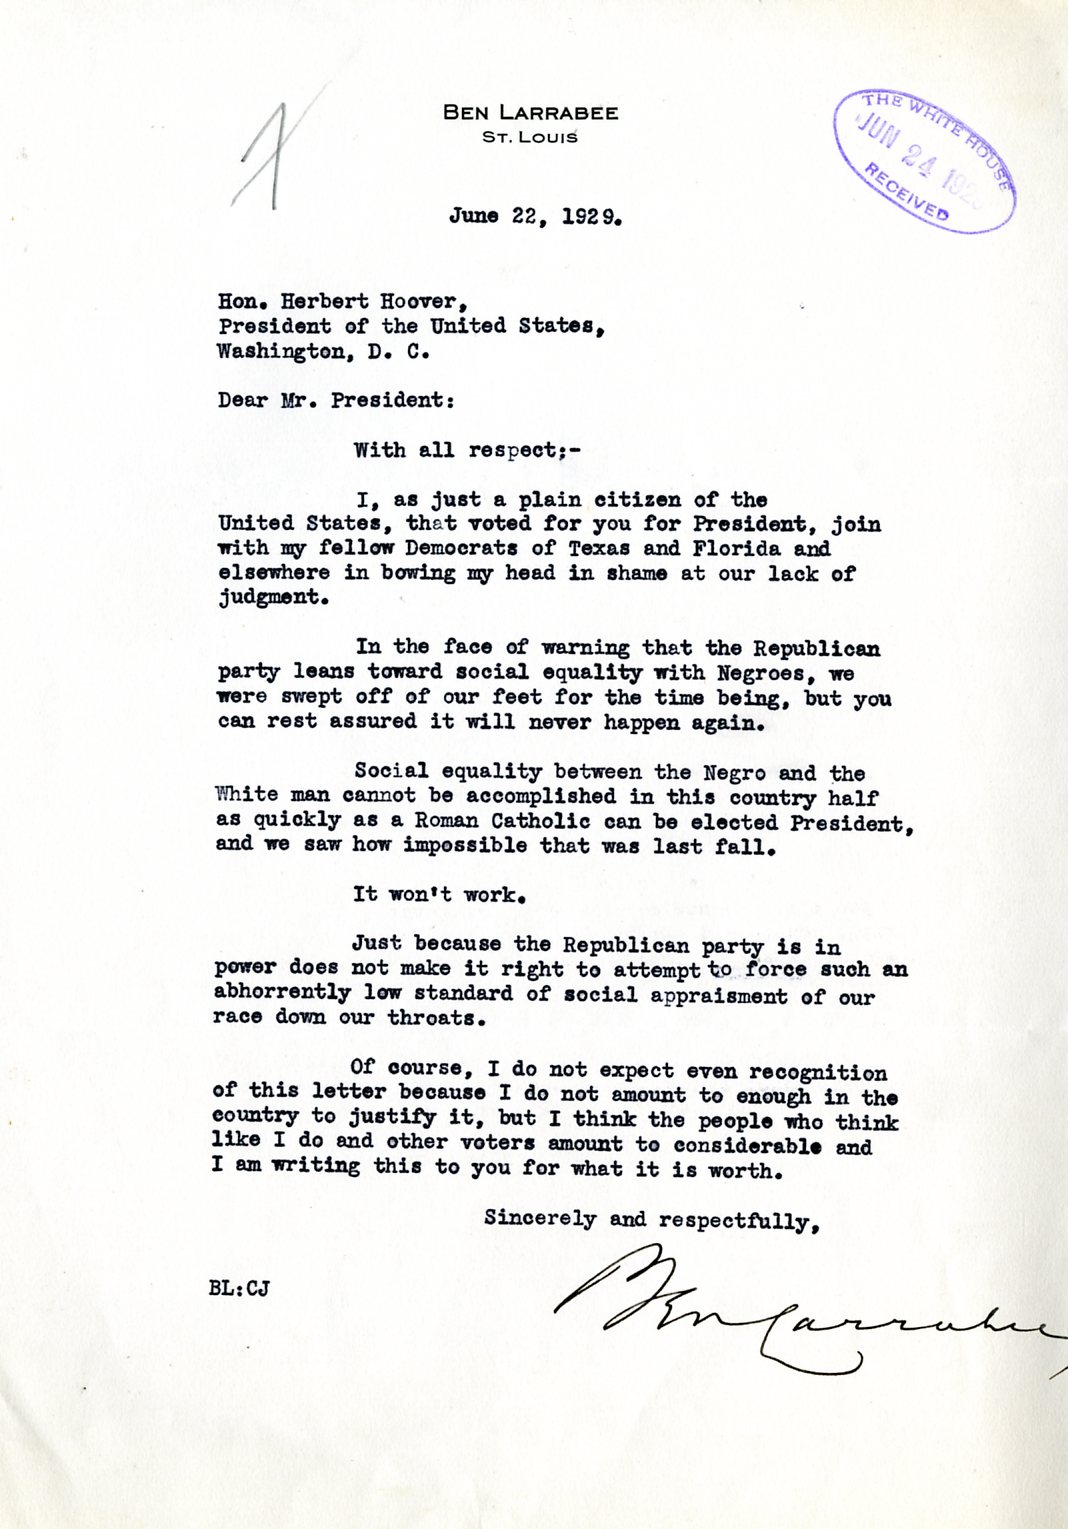 BEN LARRABEE
ST. LOUIS
THE WHITE HOUSE
JUN 24 192
RECEIVED
June 22, 1929.
Hon. Herbert Hoover,
President of the United States,
Washington, D. C.
Dear Mr. President:
With all respect;-
I, as just a plain citizen of the
United States, that voted for you for President, join
with my fellow Democrats of Texas and Florida and
elsewhere in bowing my head in shame at our lack of
judgment.
In the face of warning that the Republican
party leans toward social equality with Negroes, we
were swept off of our feet for the time being, but you
can rest assured it will never happen again.
Social equality between the Negro and the
White man cannot be accomplished in this country half
as quickly as a Roman Catholic can be elected President,
and we saw how impossible that was last fall.
It won't work.
Just because the Republican party is in
power does not make it right to attempt to force such an
abhorrently low standard of social appraisment of our
race down our throats.
Of course, I do not expect even recognition
of this letter because I do not amount to enough in the
country to justify it, but I think the people who think
like I do and other voters amount to considerable and
I am writing this to you for what it is worth.
Sincerely and respectfully,
BL:CJ
Ben Larrabee